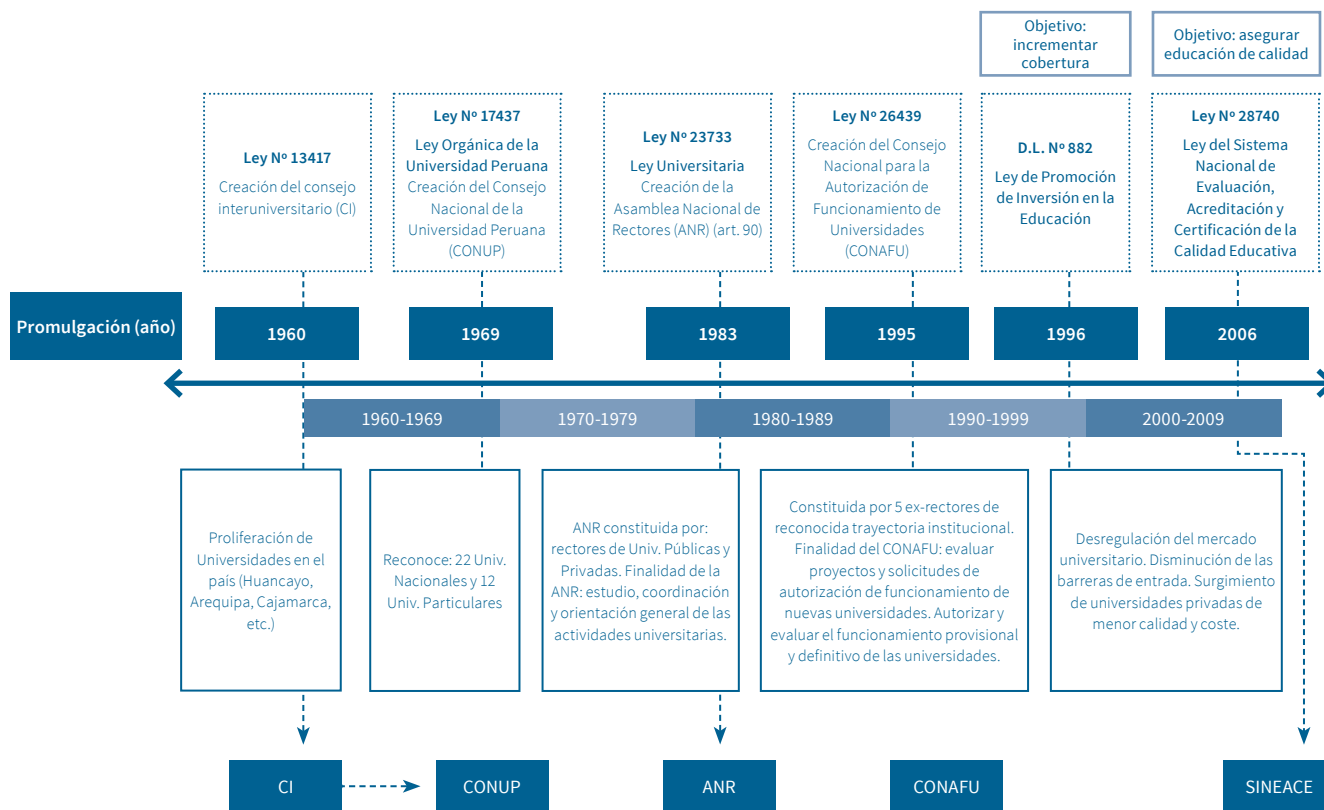 Objetivo:
incrementar
cobertura
Objetivo: asegurar
educación de calidad
Ley Nº 13417
Creación del consejo
interuniversitario (CI)
Ley Nº 17437
Ley Orgánica de la
Universidad Peruana
Creación del Consejo
Nacional de la
Universidad Peruana
(CONUP)
Ley Nº 23733
Ley Universitaria
Creación de la
Asamblea Nacional de
Rectores (ANR) (art. 90)
Ley Nº 26439
Creación del Consejo
Nacional para la
Autorización de
Funcionamiento de
Universidades
(CONAFU)
D.L. Nº 882
Ley de Promoción
de Inversión en la
Educación
Ley Nº 28740
Ley del Sistema
Nacional de
Evaluación,
Acreditación y
Certificación de la
Calidad Educativa
Promulgación (año)
1960
1969
1983
1995
1996
2006
1960-1969
1970-1979
1980-1989
1990-1999
2000-2009
Proliferación de
Universidades en el
país (Huancayo,
Arequipa, Cajamarca,
etc.)
Reconoce: 22 Univ.
Nacionales y 12
Univ. Particulares
ANR constituida por:
rectores de Univ. Públicas y
Privadas. Finalidad de la
ANR: estudio, coordinación
y orientación general de las
actividades universitarias.
Constituida por 5 ex-rectores de
reconocida trayectoria institucional.
Finalidad del CONAFU: evaluar
proyectos y solicitudes de
autorización de funcionamiento de
nuevas universidades. Autorizar y
evaluar el funcionamiento provisional
y definitivo de las universidades.
Desregulación del mercado
universitario. Disminución de las
barreras de entrada. Surgimiento
de universidades privadas de
menor calidad y coste.
CI
CONUP
ANR
CONAFU
SINEACE